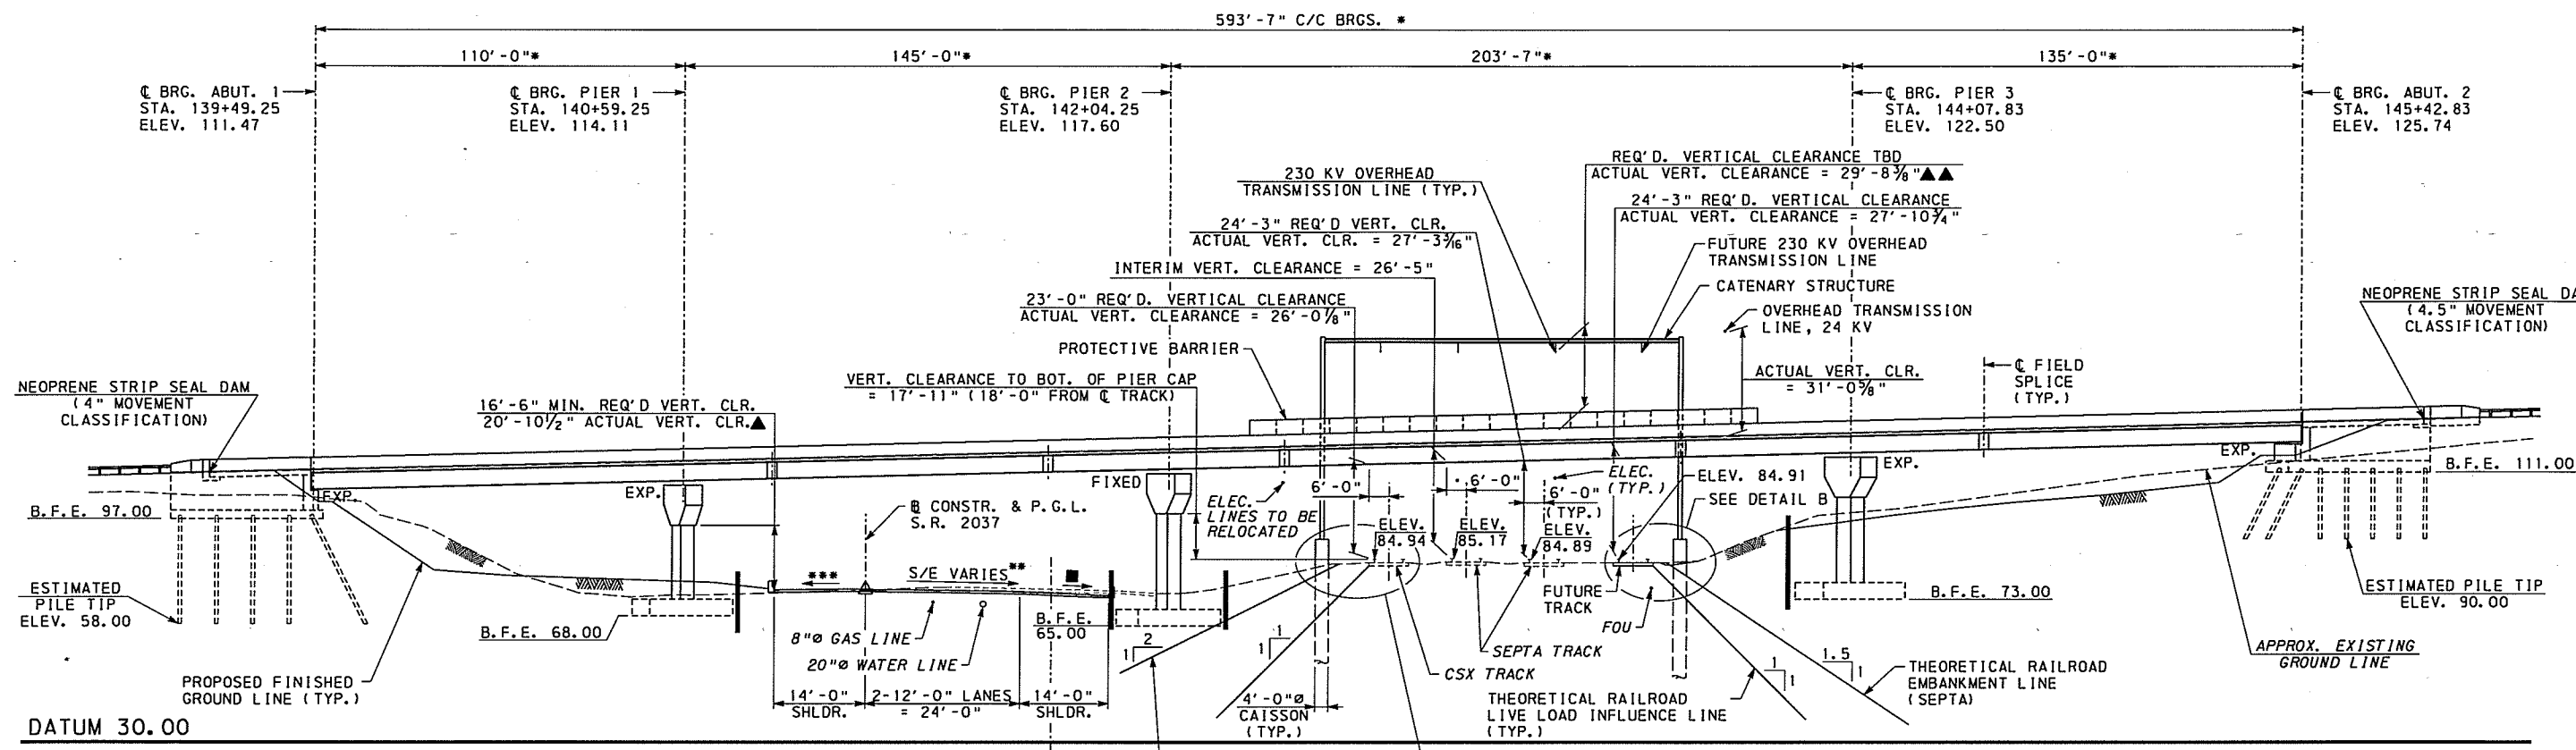 593'-7" C/C BRGS. *
110'-0"*
145'-0"*
203'-7"*
135'-0"*
℄ BRG. ABUT. 1
STA. 139+49.25
ELEV. 111.47
℄ BRG. PIER 1
STA. 140+59.25
ELEV. 114.11
℄ BRG. PIER 2
STA. 142+04.25
ELEV. 117.60
℄ BRG. PIER 3
STA. 144+07.83
ELEV. 122.50
℄ BRG. ABUT. 2
STA. 145+42.83
ELEV. 125.74
REQ'D. VERTICAL CLEARANCE TBD
ACTUAL VERT. CLEARANCE = 29'-8 3/8"▲▲
230 KV OVERHEAD
TRANSMISSION LINE (TYP.)
24'-3" REQ'D. VERTICAL CLEARANCE
ACTUAL VERT. CLEARANCE = 27'-10 3/4"
24'-3" REQ'D VERT. CLR.
ACTUAL VERT. CLR. = 27'-3 3/16"
FUTURE 230 KV OVERHEAD
TRANSMISSION LINE
INTERIM VERT. CLEARANCE = 26'-5"
CATENARY STRUCTURE
23'-0" REQ'D. VERTICAL CLEARANCE
ACTUAL VERT. CLEARANCE = 26'-0 7/8"
OVERHEAD TRANSMISSION
LINE, 24 KV
NEOPRENE STRIP SEAL DA
(4.5" MOVEMENT
CLASSIFICATION)
PROTECTIVE BARRIER
℄ FIELD
SPLICE
(TYP.)
ACTUAL VERT. CLR.
= 31'-0 5/8"
VERT. CLEARANCE TO BOT. OF PIER CAP
= 17'-11" (18'-0" FROM ℄ TRACK)
NEOPRENE STRIP SEAL DAM
(4" MOVEMENT
CLASSIFICATION)
16'-6" MIN. REQ'D VERT. CLR.
20'-10 1/2" ACTUAL VERT. CLR.▲
EXP.
EXP.
FIXED
EXP.
EXP.
B.F.E. 111.00
B.F.E. 97.00
ELEC.
LINES TO BE
RELOCATED
6'-0"
6'-0"
6'-0"
(TYP.)
ELEC.
(TYP.)
ELEV. 84.91
SEE DETAIL B
℄ CONSTR. & P.G.L.
S.R. 2037
ELEV.
84.94
ELEV.
85.17
ELEV.
84.89
***
S/E VARIES**
ESTIMATED
PILE TIP
ELEV. 58.00
B.F.E. 68.00
8"Ø GAS LINE
20"Ø WATER LINE
B.F.E.
65.00
FUTURE
TRACK
FOU
B.F.E. 73.00
ESTIMATED PILE TIP
ELEV. 90.00
2
1
1
1
SEPTA TRACK
CSX TRACK
1
1
1.5
1
APPROX. EXISTING
GROUND LINE
PROPOSED FINISHED
GROUND LINE (TYP.)
14'-0"
SHLDR.
2-12'-0" LANES
= 24'-0"
14'-0"
SHLDR.
4'-0"Ø
CAISSON
(TYP.)
THEORETICAL RAILROAD
LIVE LOAD INFLUENCE LINE
(TYP.)
THEORETICAL RAILROAD
EMBANKMENT LINE
(SEPTA)
DATUM 30.00